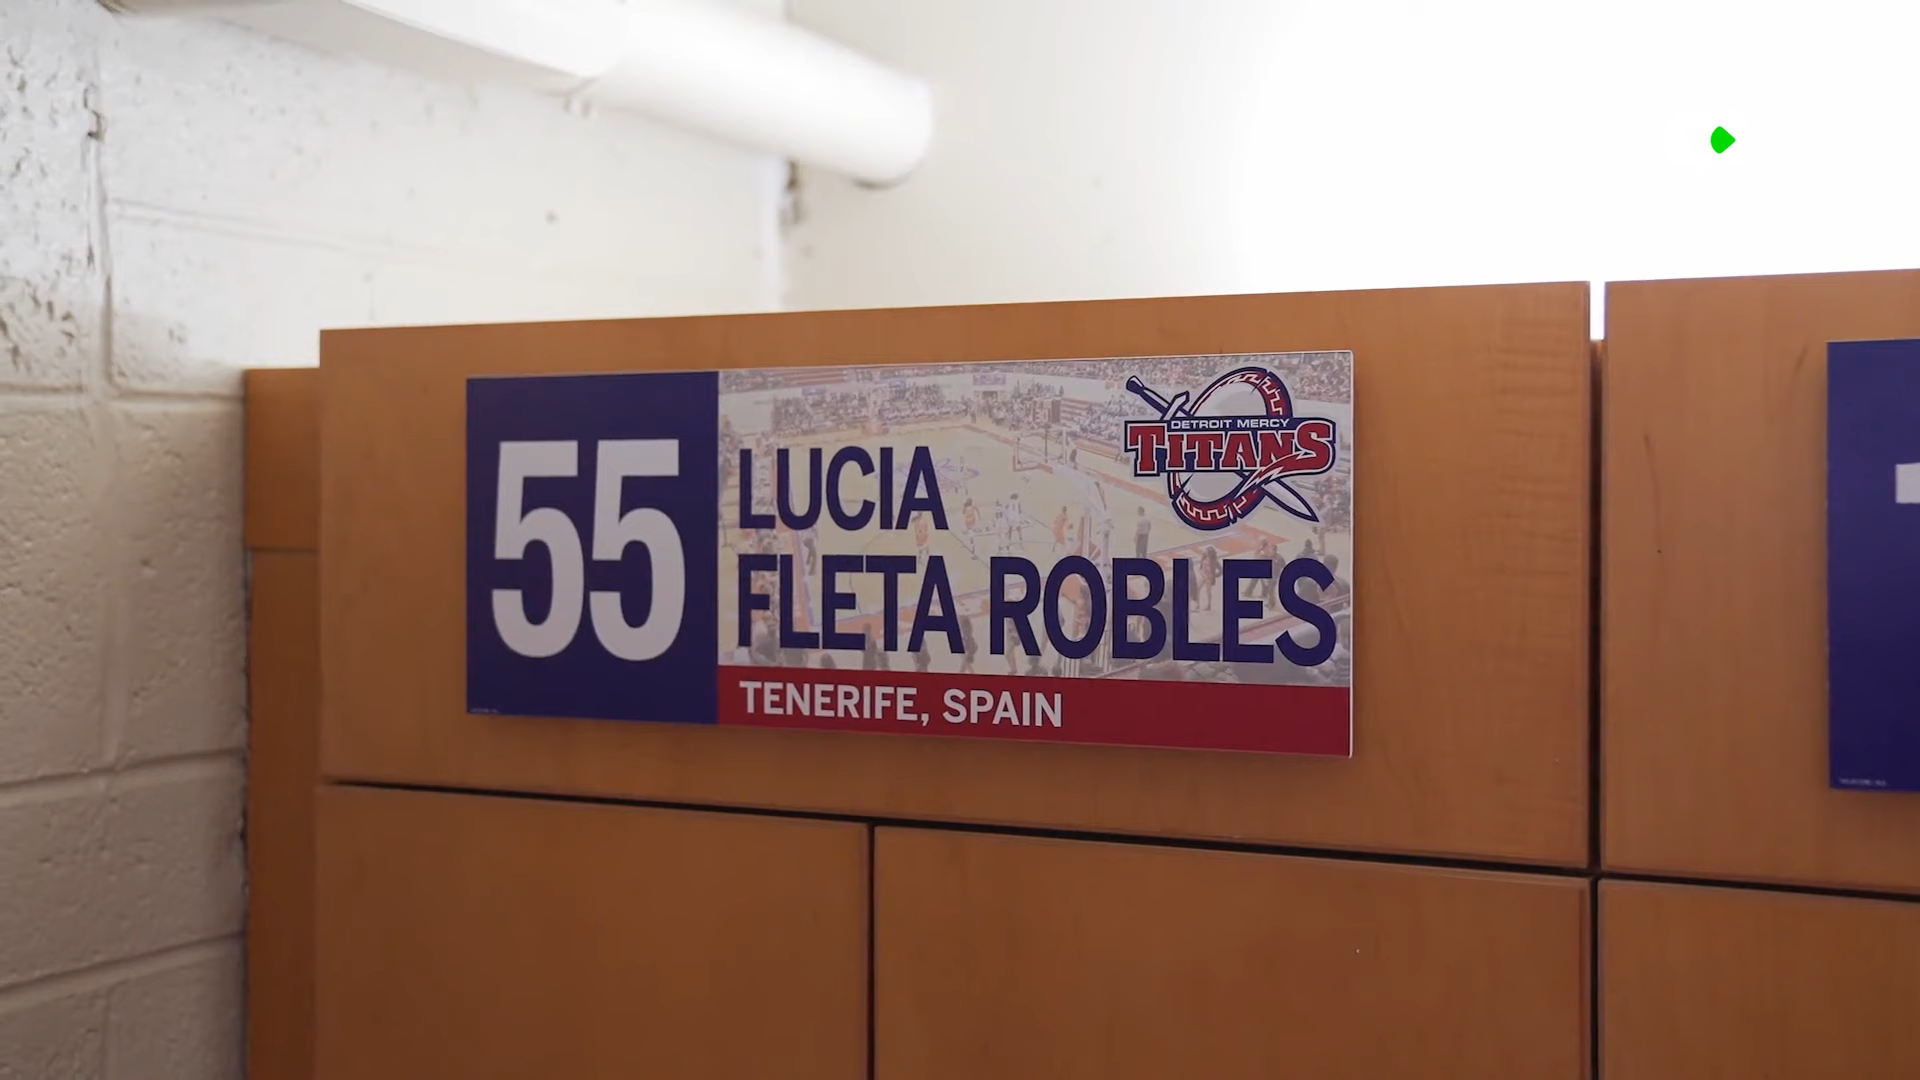 55
LUCIA
FLETA ROBLES
TENERIFE, SPAIN
DETROIT MERCY
TITANS